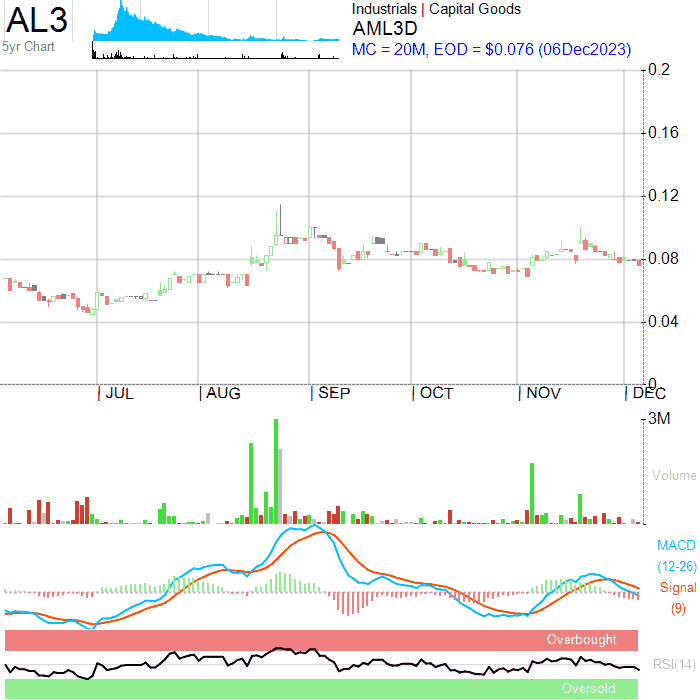 AL3
5yr Chart
Industrials | Capital Goods
AML3D
MC = 20M, EOD = $0.076 (06Dec2023)
0.2
0.16
0.12
0.08
0.04
0
JUL AUG SEP OCT NOV DEC
3M
Volume
MACD
(12-26)
Signal
(9)
Overbought
RSI(14)
Oversold